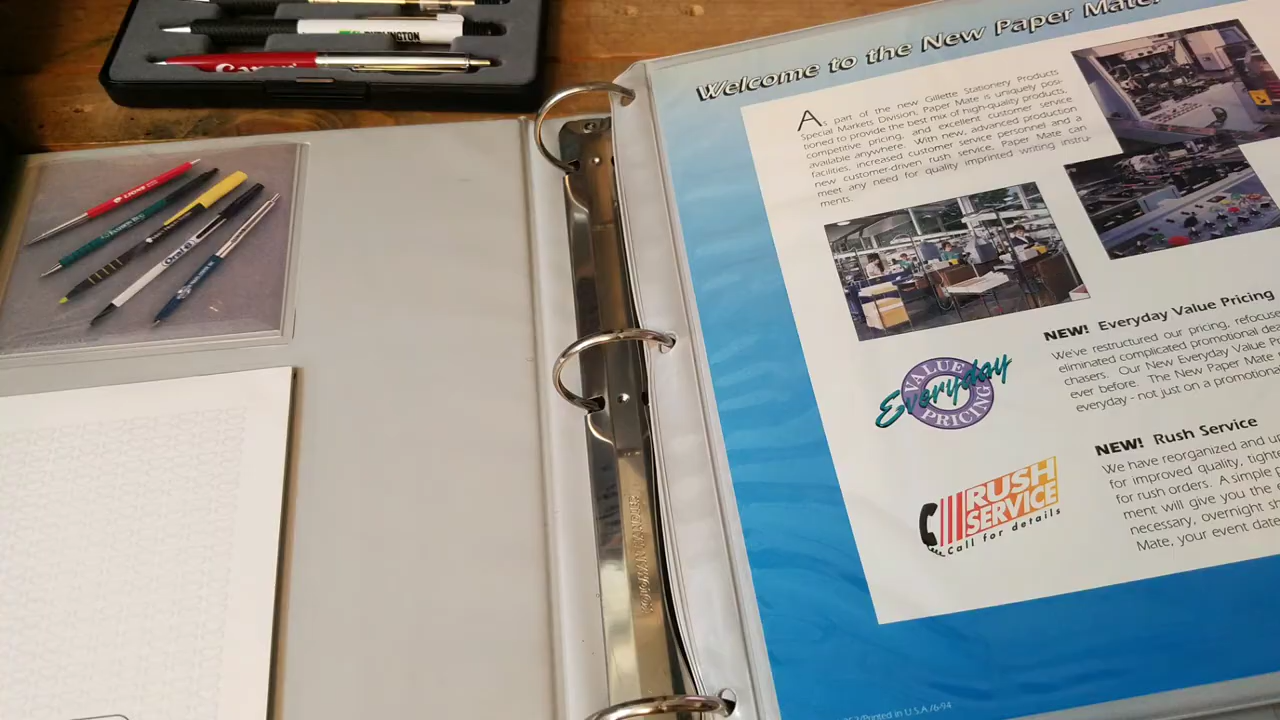 Welcome to the New Paper Mate!
As part of the new Gillette Stationery Products
Special Markets Division, Paper Mate is uniquely posi-
tioned to provide the best mix of high-quality products,
competitive pricing, and excellent customer service
available anywhere. With new, advanced production
facilities, increased customer service personnel and a
new customer-driven rush service, Paper Mate can
meet any need for quality imprinted writing instru-
ments.
VALUE
Everyday
PRICING
NEW! Everyday Value Pricing
We've restructured our pricing, refocuse
eliminated complicated promotional de
chasers. Our New Everyday Value P
ever before. The New Paper Mate
everyday - not just on a promotional
RUSH
SERVICE
Call for details
NEW! Rush Service
We have reorganized and u
for improved quality, tight
for rush orders. A simple
ment will give you the
necessary, overnight s
Mate, your event date
Printed in U.S.A./6-94
LIONS
Oral-B